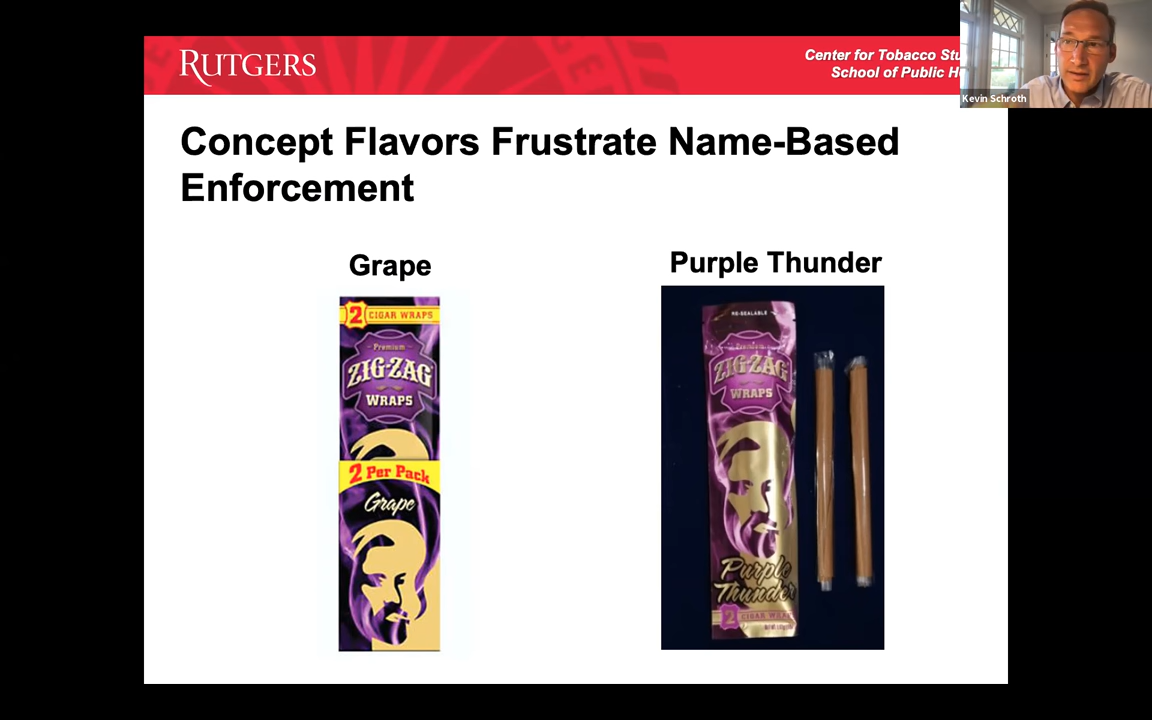 RUTGERS
Center for Tobacco
School of Public
Kevin Schroth
Concept Flavors Frustrate Name-Based
Enforcement
Grape
2 CIGAR WRAPS
Premium
ZIG-ZAG
WRAPS
2 Per Pack
Grape
Purple Thunder
RE-SEALABLE
Premium
ZIG-ZAG
WRAPS
Purple
Thunder
2 CIGAR WRAPS